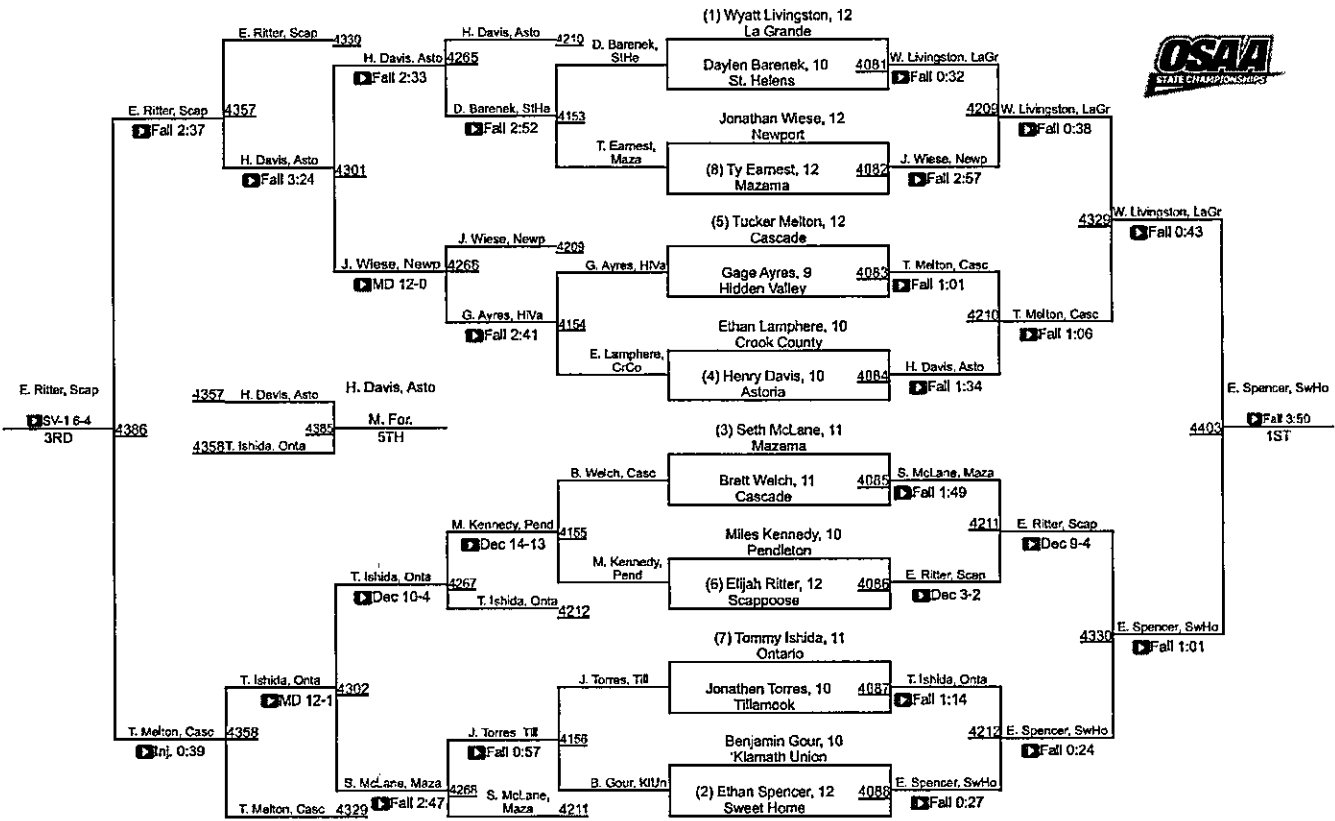 OSAA
STATE CHAMPIONSHIPS
(1) Wyatt Livingston, 12
La Grande
Daylen Barenek, 10
St. Helens
4081
W. Livingston, LaGr
Fall 0:32
Jonathan Wiese, 12
Newport
(8) Ty Earnest, 12
Mazama
4082
J. Wiese, Newp
Fall 2:57
4209
W. Livingston, LaGr
Fall 0:38
(5) Tucker Melton, 12
Cascade
Gage Ayres, 9
Hidden Valley
4083
T. Melton, Casc
Fall 1:01
Ethan Lamphere, 10
Crook County
(4) Henry Davis, 10
Astoria
4084
H. Davis, Asto
Fall 1:34
4210
T. Melton, Casc
Fall 1:06
4329
W. Livingston, LaGr
Fall 0:43
(3) Seth McLane, 11
Mazama
Brett Welch, 11
Cascade
4085
S. McLane, Maza
Fall 1:49
Miles Kennedy, 10
Pendleton
(6) Elijah Ritter, 12
Scappoose
4086
E. Ritter, Scap
Dec 3-2
4211
E. Ritter, Scap
Dec 9-4
(7) Tommy Ishida, 11
Ontario
Jonathen Torres, 10
Tillamook
4087
T. Ishida, Onta
Fall 1:14
Benjamin Gour, 10
'Klamath Union
(2) Ethan Spencer, 12
Sweet Home
4088
E. Spencer, SwHo
Fall 0:27
4212
E. Spencer, SwHo
Fall 0:24
4330
E. Spencer, SwHo
Fall 1:01
4403
E. Spencer, SwHo
Fall 3:50
1ST
D. Barenek,
StHe
T. Earnest,
Maza
4153
H. Davis, Asto
4210
D. Barenek, StHe
Fall 2:52
H. Davis, Asto
4265
Fall 2:33
G. Ayres, HiVa
E. Lamphere,
CrCo
4154
J. Wiese, Newp
4209
G. Ayres, HiVa
Fall 2:41
J. Wiese, Newp
4266
MD 12-0
E. Ritter, Scap
4330
H. Davis, Asto
4301
Fall 3:24
E. Ritter, Scap
4357
Fall 2:37
B. Welch, Casc
M. Kennedy,
Pend
4155
M. Kennedy, Pend
Dec 14-13
T. Ishida, Onta
4212
T. Ishida, Onta
4267
Dec 10-4
J. Torres, Till
B. Gour, KlUn
4156
J. Torres Till
Fall 0:57
S. McLane,
Maza
4211
S. McLane, Maza
4268
Fall 2:47
T. Ishida, Onta
4302
MD 12-1
T. Melton, Casc
4329
T. Melton, Casc
4358
Inj. 0:39
E. Ritter, Scap
SV-1 6-4
3RD
4386
4357
H. Davis, Asto
4358
T. Ishida, Onta
4385
H. Davis, Asto
M. For.
5TH